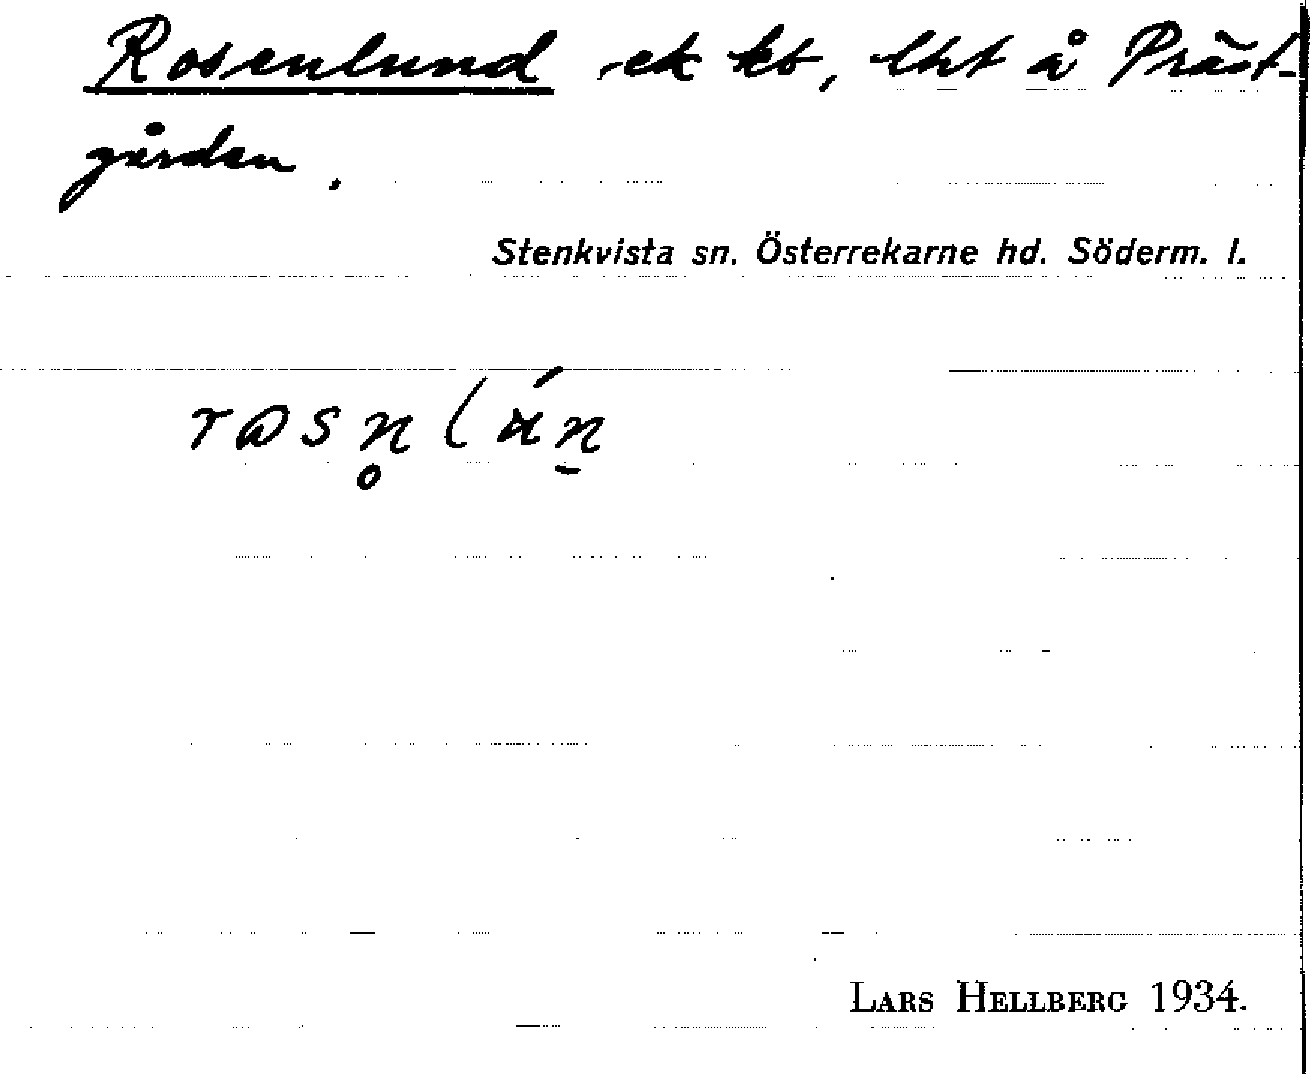 Rosenlund ek kb, lht å Präst-
gården.
Stenkvista sn. Österrekarne hd. Söderm. l.
LARS HELLBERG 1934.